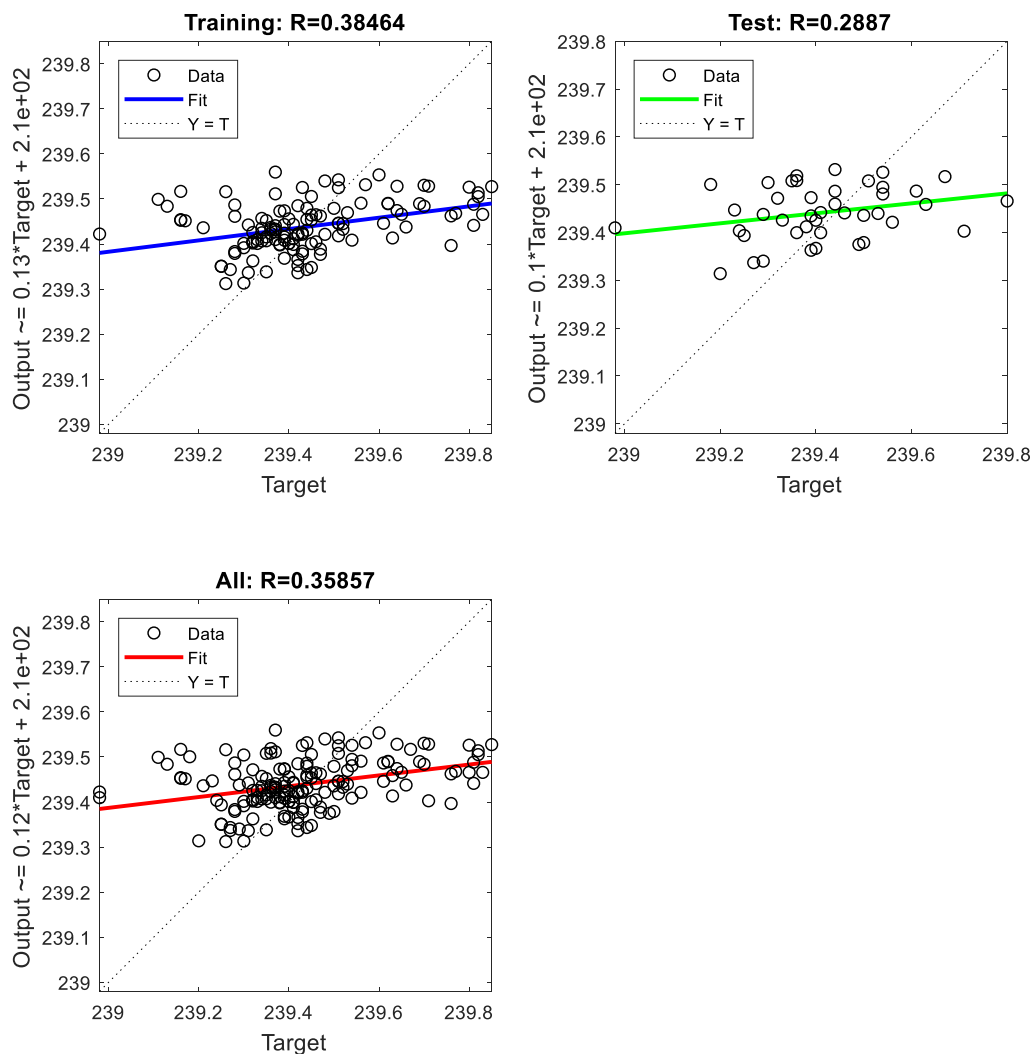 Training: R=0.38464
Output ~= 0.13*Target + 2.1e+02
239.8
239.7
239.6
239.5
239.4
239.3
239.2
239.1
239
Data
Fit
Y = T
239 239.2 239.4 239.6 239.8
Target
Test: R=0.2887
Output ~= 0.1*Target + 2.1e+02
239.8
239.7
239.6
239.5
239.4
239.3
239.2
239.1
239
Data
Fit
Y = T
239 239.2 239.4 239.6 239.8
Target
All: R=0.35857
Output ~= 0.12*Target + 2.1e+02
239.8
239.7
239.6
239.5
239.4
239.3
239.2
239.1
239
Data
Fit
Y = T
239 239.2 239.4 239.6 239.8
Target